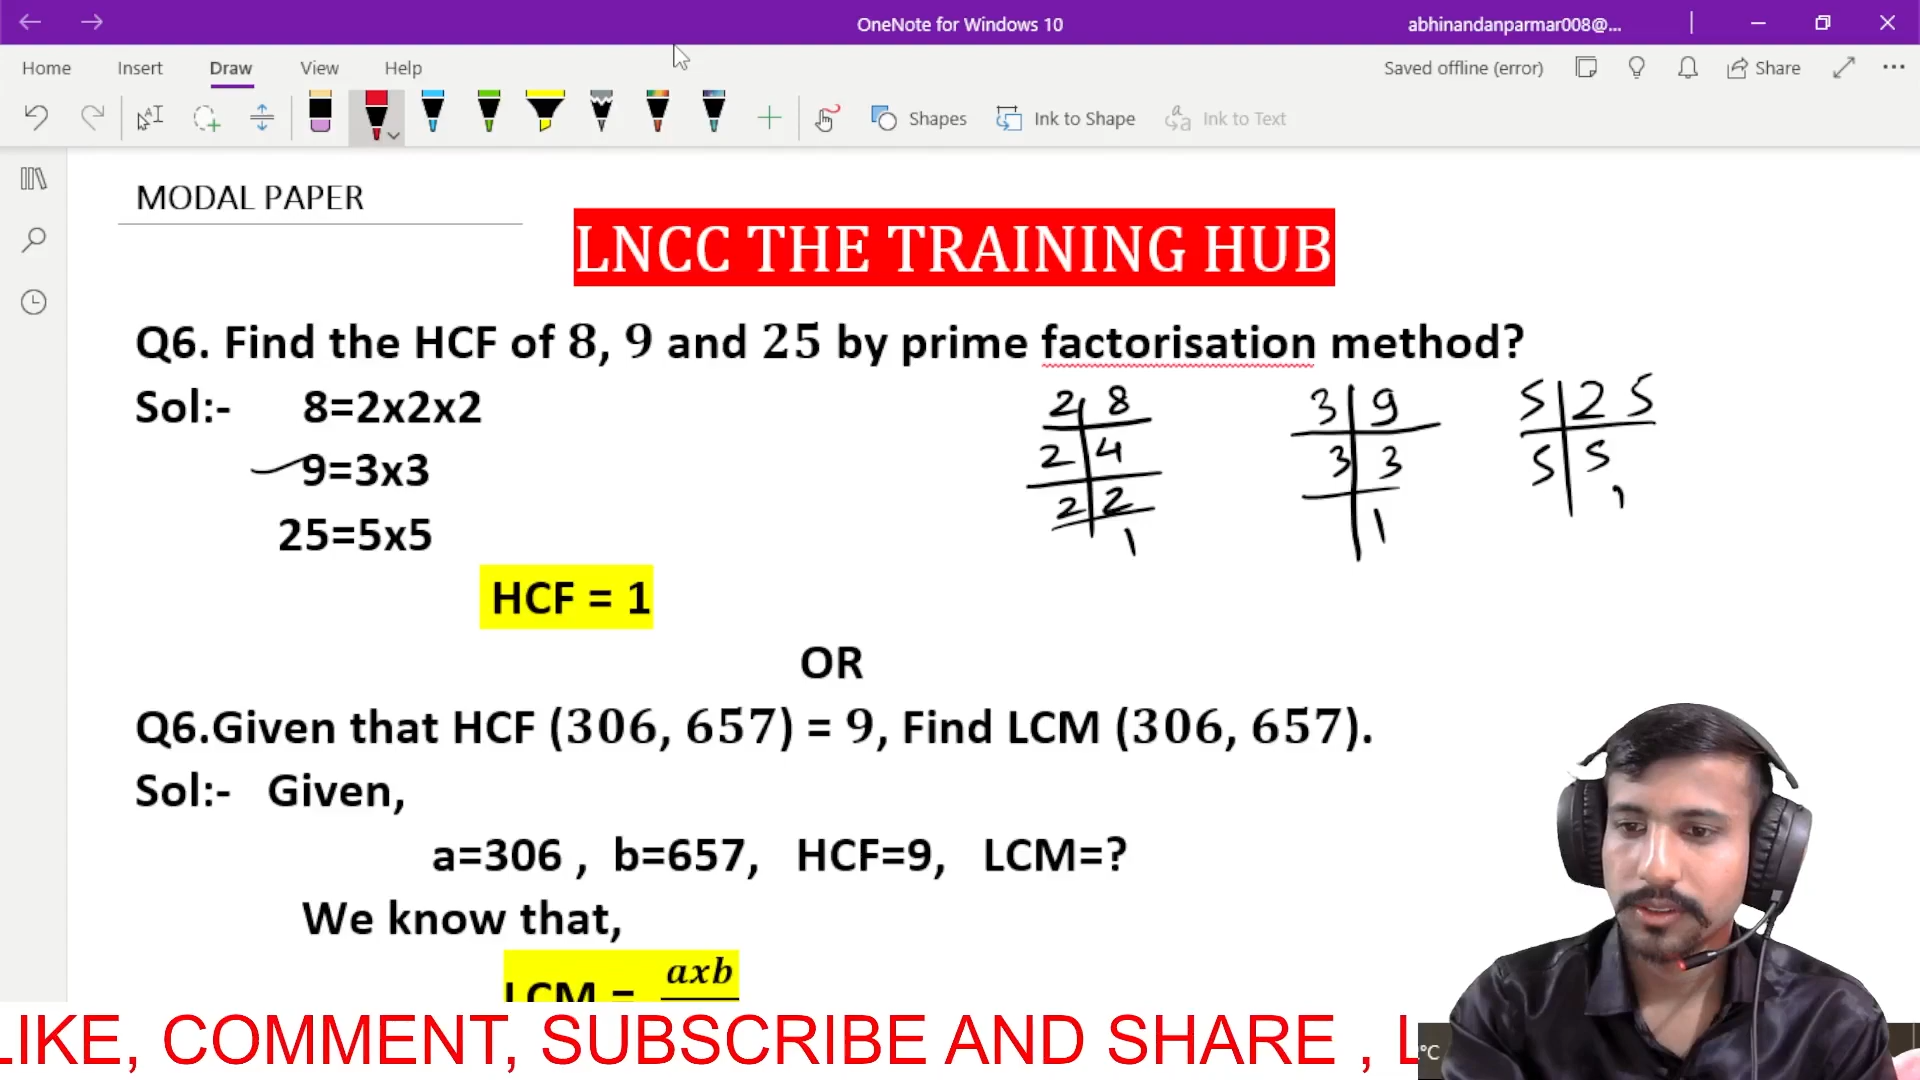 OneNote for Windows 10
abhinandanparmar008@...
Home Insert Draw View Help
Saved offline (error)
Share
Shapes Ink to Shape Ink to Text
MODAL PAPER
LNCC THE TRAINING HUB
Q6. Find the HCF of 8, 9 and 25 by prime factorisation method?
Sol:- 8=2x2x2
9=3x3
25=5x5
2 8
2 4
2 2
1
3 9
3 3
1
5 25
5 5
1
HCF = 1
OR
Q6.Given that HCF (306, 657) = 9, Find LCM (306, 657).
Sol:- Given,
a=306 , b=657, HCF=9, LCM=?
We know that,
LCM = axb
LIKE, COMMENT, SUBSCRIBE AND SHARE , L
°C